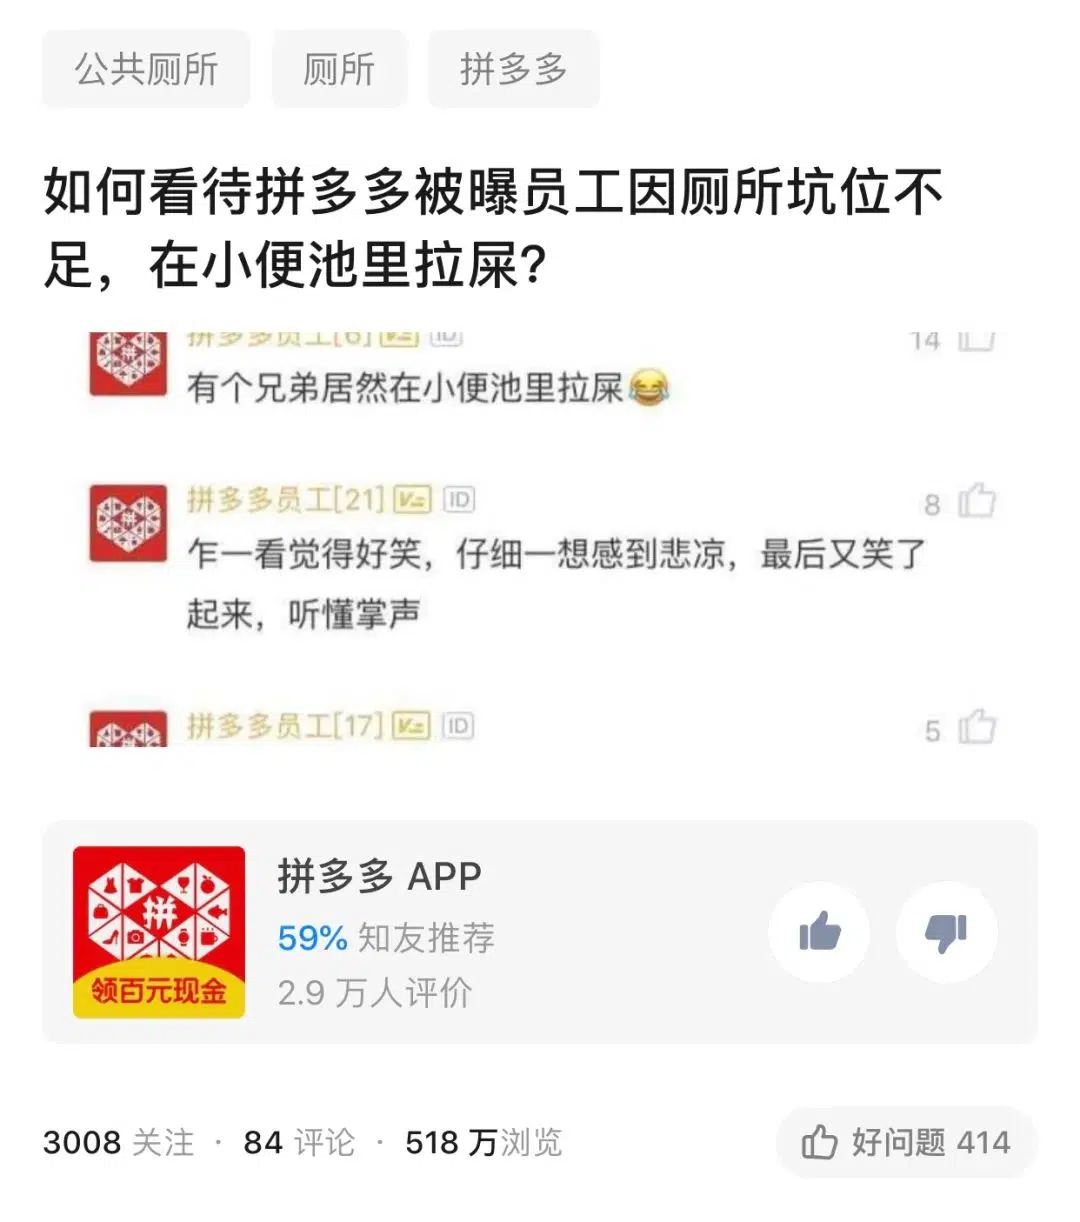 公共厕所 厕所 拼多多
如何看待拼多多被曝员工因厕所坑位不
足，在小便池里拉屎？
拼多多员工[6] ID 14
有个兄弟居然在小便池里拉屎😂
拼多多员工[21] ID 8
乍一看觉得好笑，仔细一想感到悲凉，最后又笑了
起来，听懂掌声
拼多多员工[17] ID 5
拼
领百元现金
拼多多 APP
59% 知友推荐
2.9 万人评价
3008 关注 · 84 评论 · 518 万浏览 好问题 414